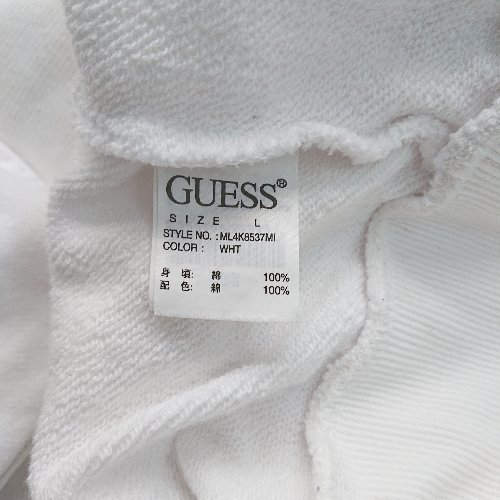 GUESS®
SIZE L
STYLE NO. : ML4K8537MI
COLOR : WHT
身 頃: 綿 100%
配 色: 綿 100%